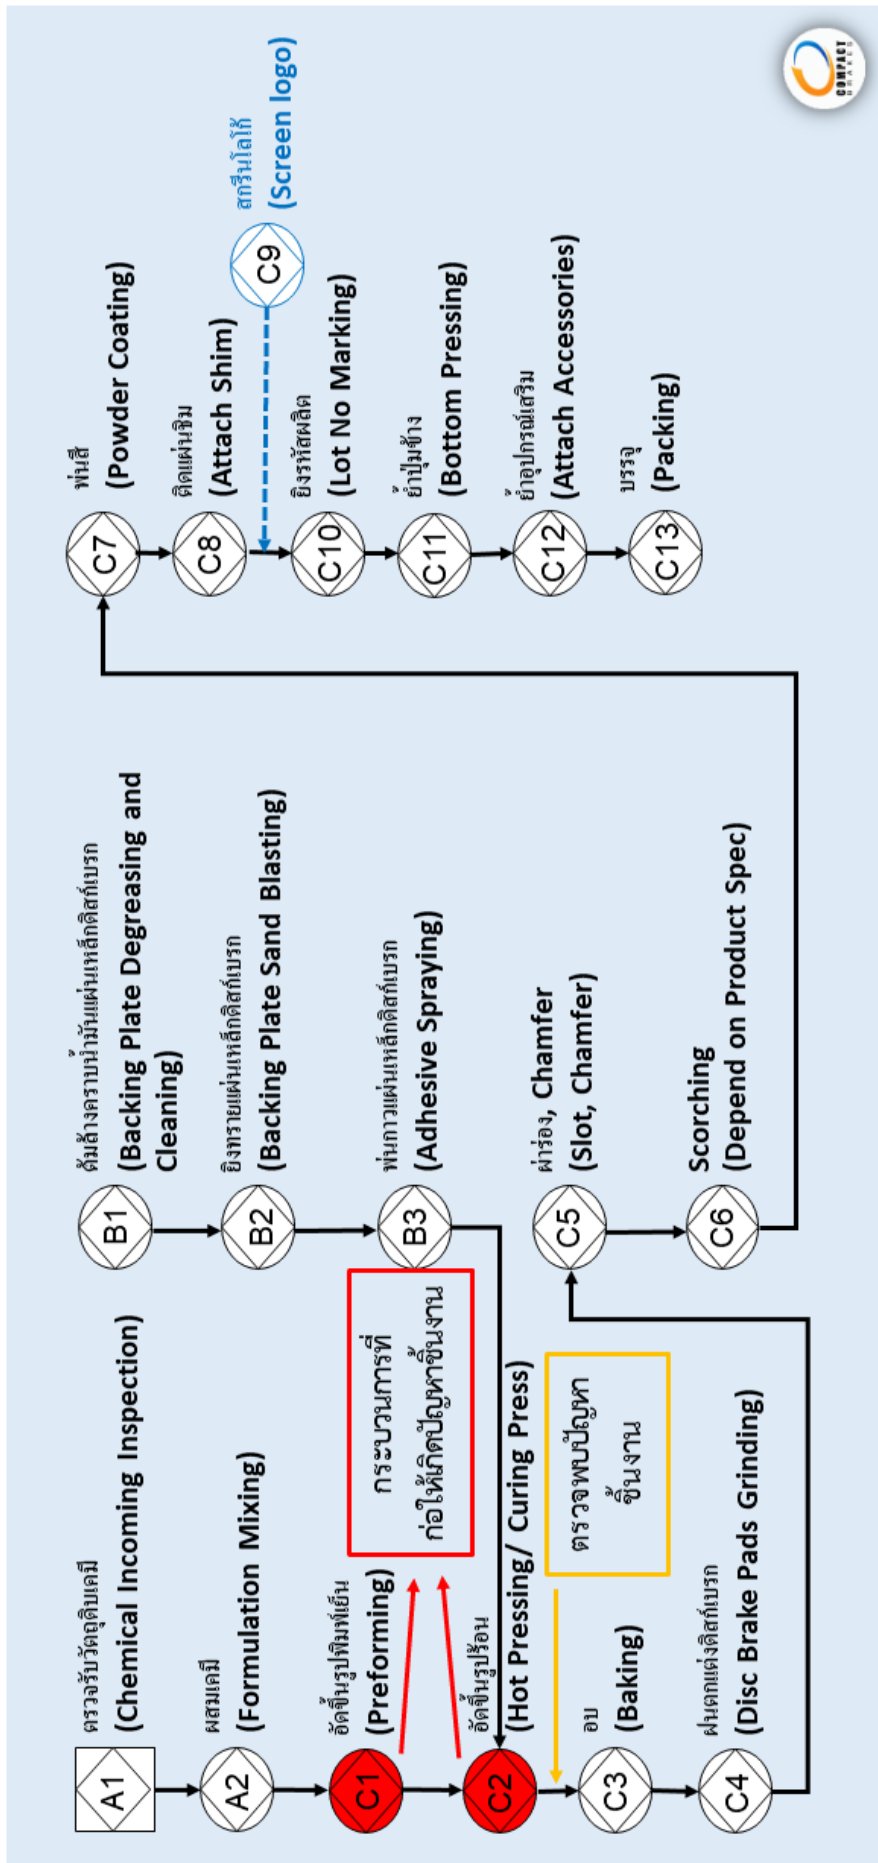 A1
ตรวจรับวัตถุดิบเคมี
(Chemical Incoming Inspection)
A2
ผสมเคมี
(Formulation Mixing)
C1
อัดขึ้นรูปพิมพ์เย็น
(Preforming)
กระบวนการที่
ก่อให้เกิดปัญหาชิ้นงาน
C2
อัดขึ้นรูปร้อน
(Hot Pressing/ Curing Press)
ตรวจพบปัญหา
ชิ้นงาน
C3
อบ
(Baking)
C4
ฝนตกแต่งดิสก์เบรก
(Disc Brake Pads Grinding)
B1
ต้มล้างคราบน้ำมันแผ่นเหล็กดิสก์เบรก
(Backing Plate Degreasing and
Cleaning)
B2
ยิงทรายแผ่นเหล็กดิสก์เบรก
(Backing Plate Sand Blasting)
B3
พ่นกาวแผ่นเหล็กดิสก์เบรก
(Adhesive Spraying)
C5
ผ่าร่อง, Chamfer
(Slot, Chamfer)
C6
Scorching
(Depend on Product Spec)
C7
พ่นสี
(Powder Coating)
C8
ติดแผ่นชิม
(Attach Shim)
C9
สกรีนโลโก้
(Screen logo)
C10
ยิงรหัสผลิต
(Lot No Marking)
C11
ย้ำปุ่มข้าง
(Bottom Pressing)
C12
ย้ำอุปกรณ์เสริม
(Attach Accessories)
C13
บรรจุ
(Packing)
COMPACT
BRAKES